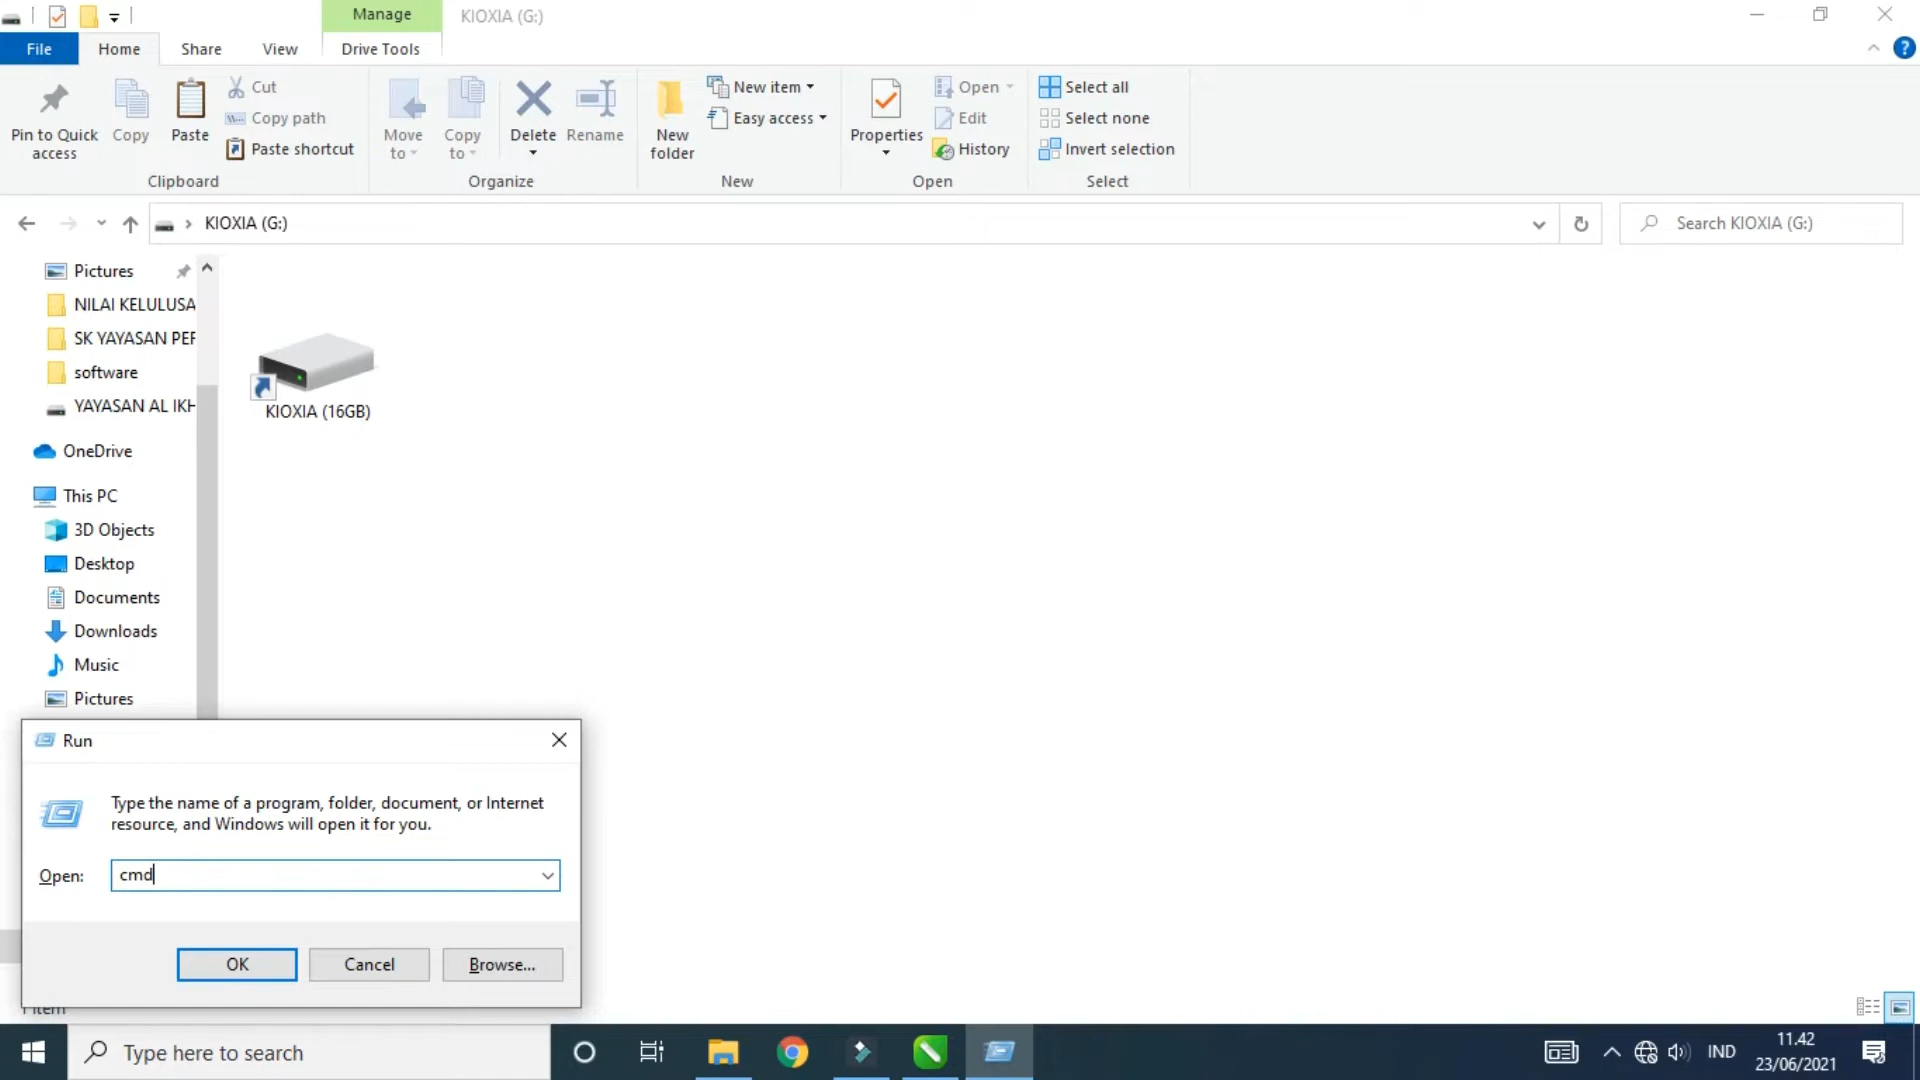 Manage
KIOXIA (G:)
File
Home
Share
View
Drive Tools
Pin to Quick access
Copy
Paste
Cut
Copy path
Paste shortcut
Clipboard
Move to
Copy to
Delete
Rename
Organize
New folder
New item
Easy access
New
Properties
Open
Edit
History
Open
Select all
Select none
Invert selection
Select
KIOXIA (G:)
Search KIOXIA (G:)
Pictures
NILAI KELULUSA
SK YAYASAN PER
software
YAYASAN AL IKH
OneDrive
This PC
3D Objects
Desktop
Documents
Downloads
Music
Pictures
KIOXIA (16GB)
Run
Type the name of a program, folder, document, or Internet
resource, and Windows will open it for you.
Open:
cmd
OK
Cancel
Browse...
1 item
Type here to search
IND
11.42
23/06/2021